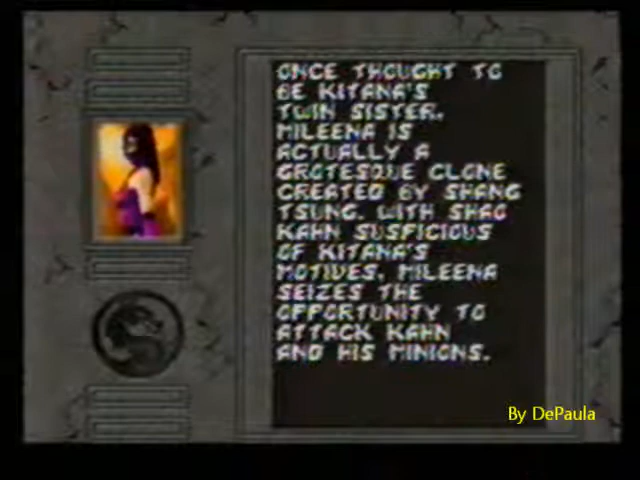 ONCE THOUGHT TO
BE KITANA'S
TWIN SISTER,
MILEENA IS
ACTUALLY A
GROTESQUE CLONE
CREATED BY SHANG
TSUNG. WITH SHAO
KAHN SUSPICIOUS
OF KITANA'S
MOTIVES, MILEENA
SEIZES THE
OPPORTUNITY TO
ATTACK KAHN
AND HIS MINIONS.
By DePaula